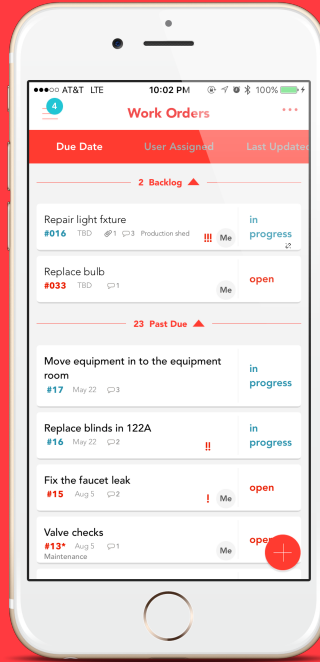 AT&T LTE 10:02 PM 100%
4
Work Orders
Due Date User Assigned Last Updated
2 Backlog
Repair light fxture
#016 TBD 1 3 Production shed !!! Me
in progress
Replace bulb
#033 TBD 1 Me
open
23 Past Due
Move equipment in to the equipment
room
#17 May 22 3
in progress
Replace blinds in 122A
#16 May 22 2 !!
in progress
Fix the faucet leak
#15 Aug 5 2 ! Me
open
Valve checks
#13* Aug 5 1
Maintenance
Me